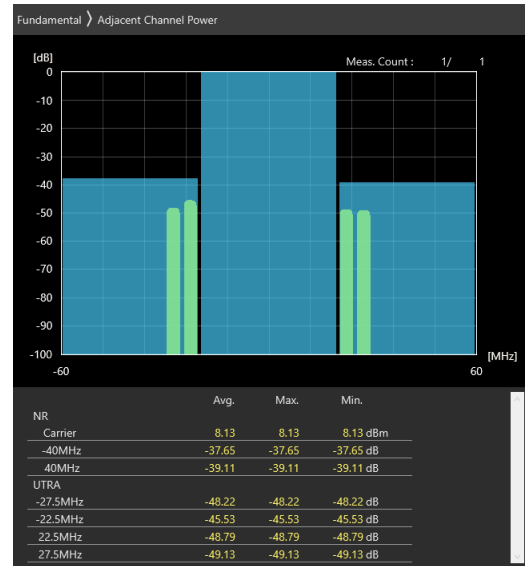 Fundamental 〉 Adjacent Channel Power
[dB]
Meas. Count : 1/ 1
0
-10
-20
-30
-40
-50
-60
-70
-80
-90
-100
[MHz]
-60 60
Avg. Max. Min.
NR
Carrier 8.13 8.13 8.13 dBm
-40MHz -37.65 -37.65 -37.65 dB
40MHz -39.11 -39.11 -39.11 dB
UTRA
-27.5MHz -48.22 -48.22 -48.22 dB
-22.5MHz -45.53 -45.53 -45.53 dB
22.5MHz -48.79 -48.79 -48.79 dB
27.5MHz -49.13 -49.13 -49.13 dB